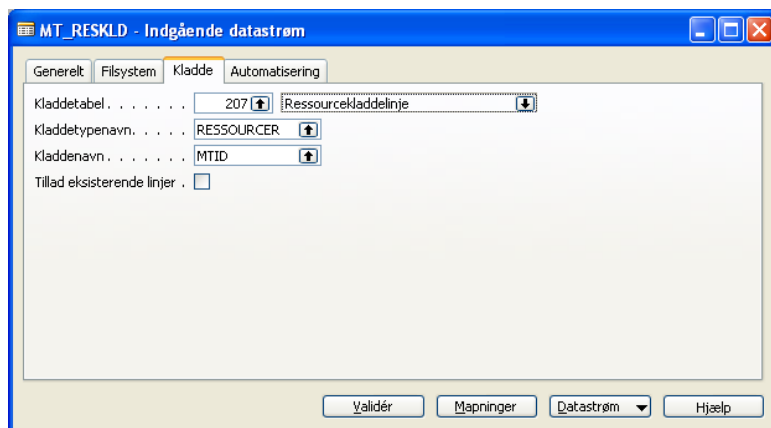 MT_RESKLD - Indgående datastrøm
Generelt Filsystem Kladde Automatisering
Kladdetabel. . . . . . . 207 Ressourcekladdelinje
Kladdetypenavn. . . . . RESSOURCER
Kladdenavn. . . . . . . MTID
Tillad eksisterende linjer .
Validér Mapninger Datastrøm Hjælp